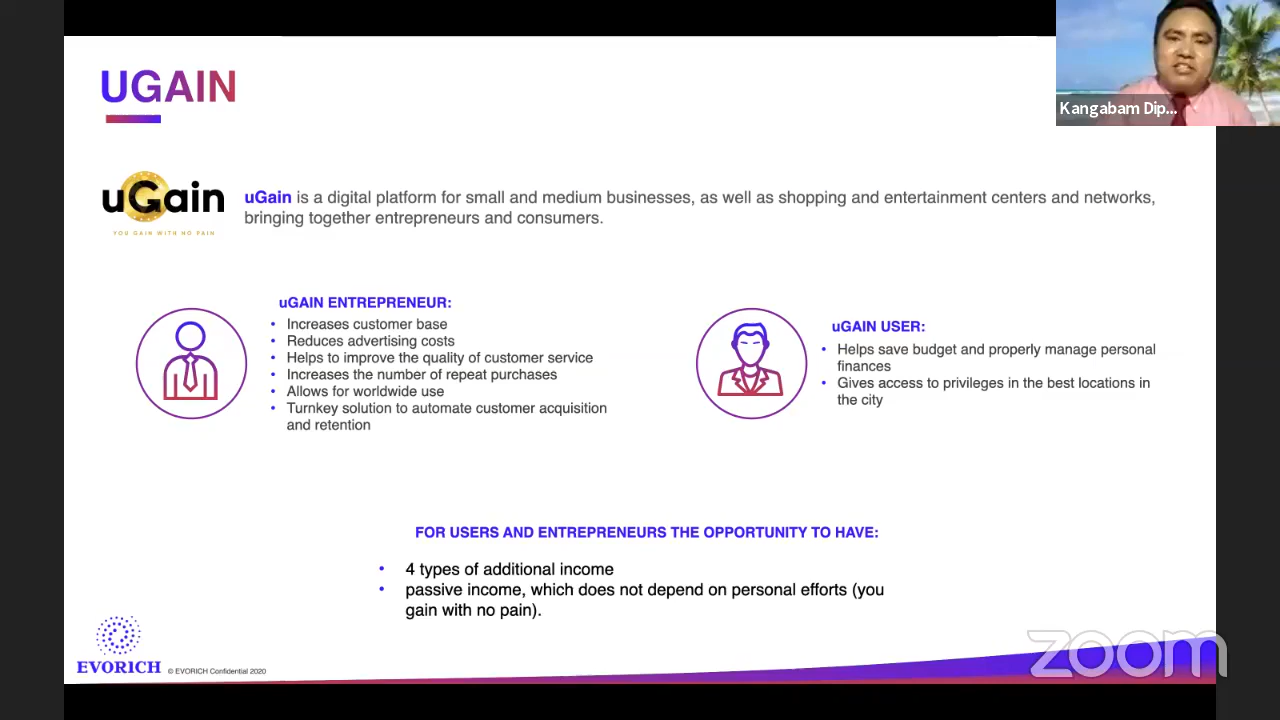 Kangabam Dip...
UGAIN
uGain
YOU GAIN WITH NO PAIN
uGain is a digital platform for small and medium businesses, as well as shopping and entertainment centers and networks,
bringing together entrepreneurs and consumers.
uGAIN ENTREPRENEUR:
• Increases customer base
• Reduces advertising costs
• Helps to improve the quality of customer service
• Increases the number of repeat purchases
• Allows for worldwide use
• Turnkey solution to automate customer acquisition
and retention
uGAIN USER:
• Helps save budget and properly manage personal
finances
• Gives access to privileges in the best locations in
the city
FOR USERS AND ENTREPRENEURS THE OPPORTUNITY TO HAVE:
• 4 types of additional income
• passive income, which does not depend on personal efforts (you
gain with no pain).
EVORICH © EVORICH Confidential 2020
zoom